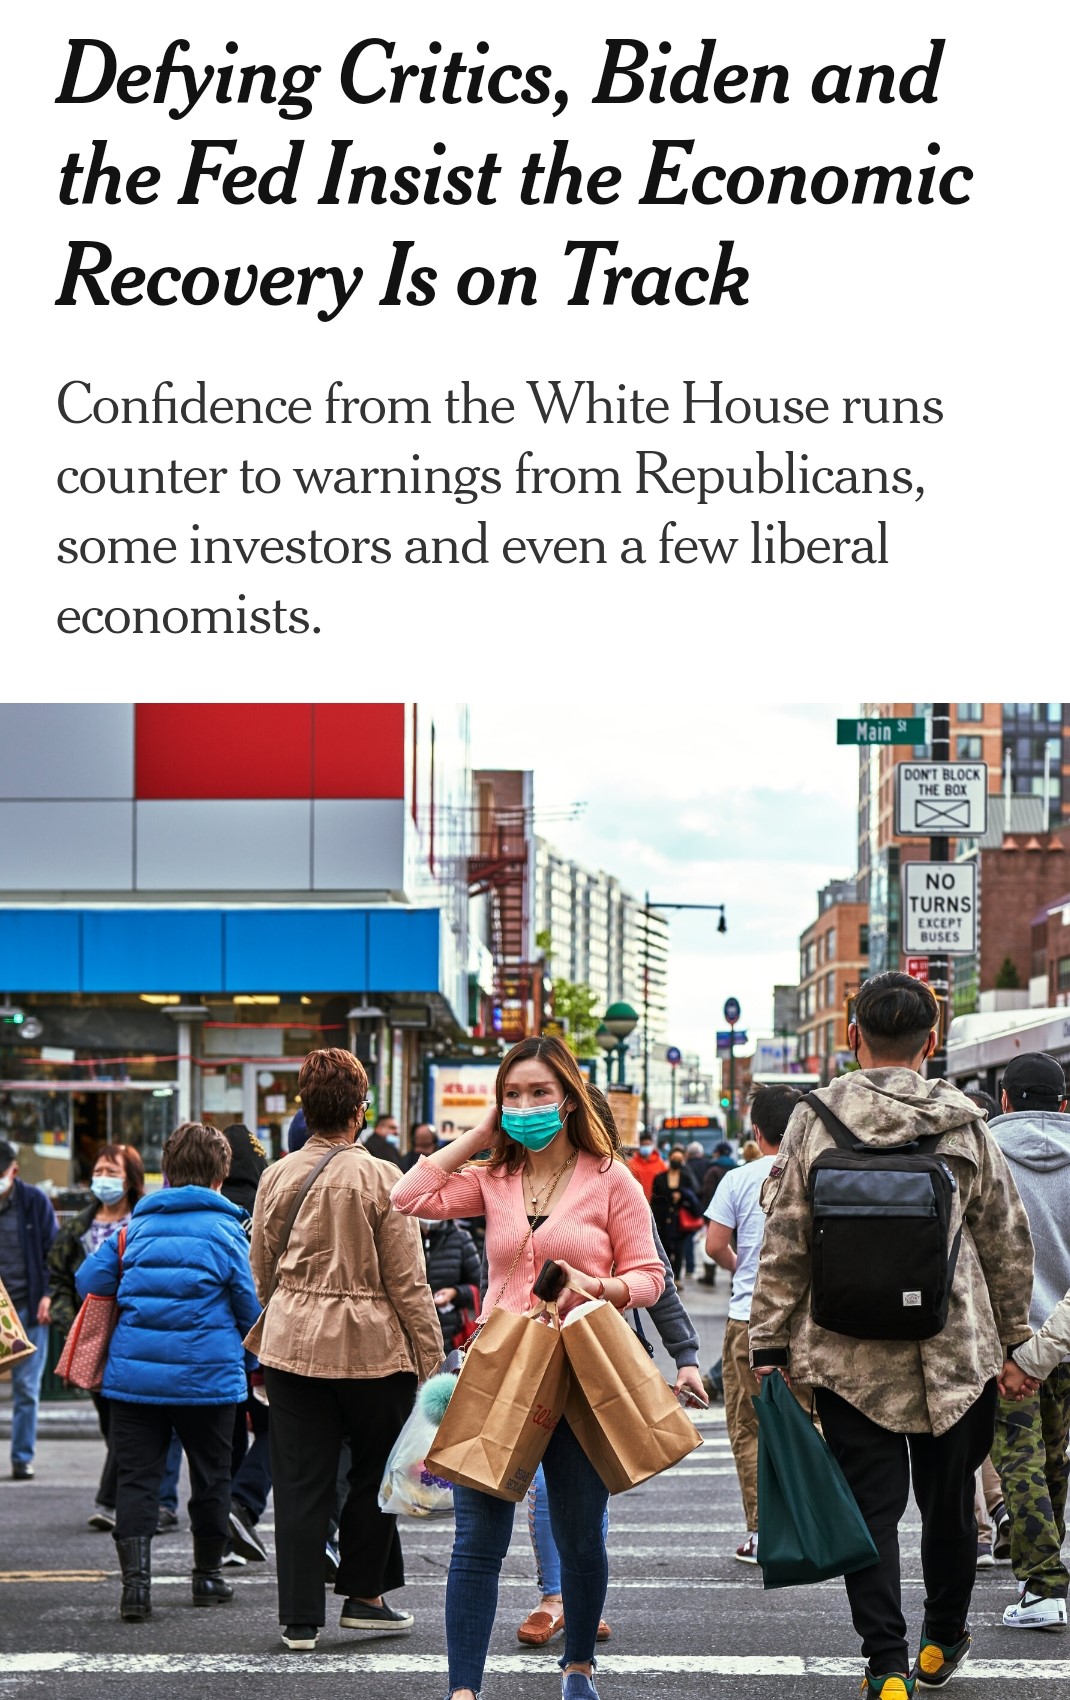 Defying Critics, Biden and
the Fed Insist the Economic
Recovery Is on Track
Confidence from the White House runs
counter to warnings from Republicans,
some investors and even a few liberal
economists.
Main St
DON'T BLOCK
THE BOX
NO
TURNS
EXCEPT
BUSES